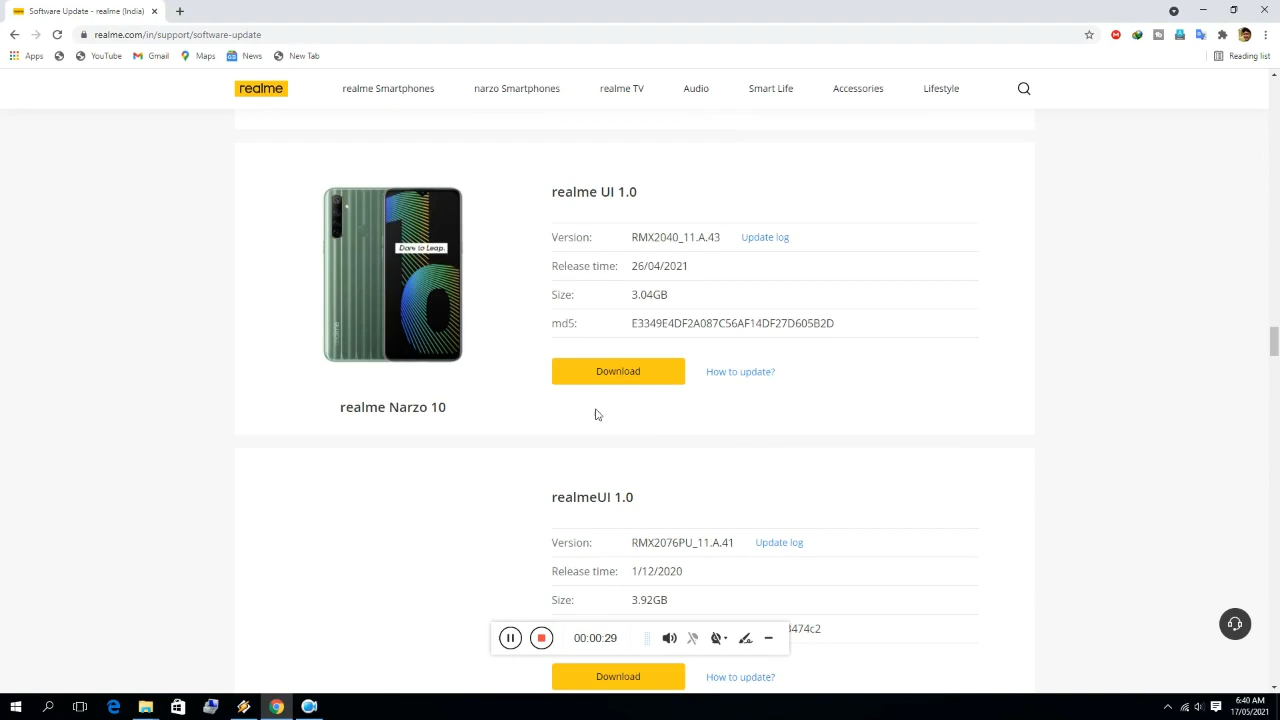 Software Update - realme (India)
realme.com/in/support/software-update
Apps
YouTube
Gmail
Maps
News
New Tab
Reading list
realme
realme Smartphones
narzo Smartphones
realme TV
Audio
Smart Life
Accessories
Lifestyle
realme UI 1.0
Version: RMX2040_11.A.43 Update log
Release time: 26/04/2021
Size: 3.04GB
md5: E3349E4DF2A087C56AF14DF27D605B2D
Download How to update?
Dare to Leap.
realme Narzo 10
realmeUI 1.0
Version: RMX2076PU_11.A.41 Update log
Release time: 1/12/2020
Size: 3.92GB
474c2
00:00:29
Download How to update?
6:40 AM
17/05/2021